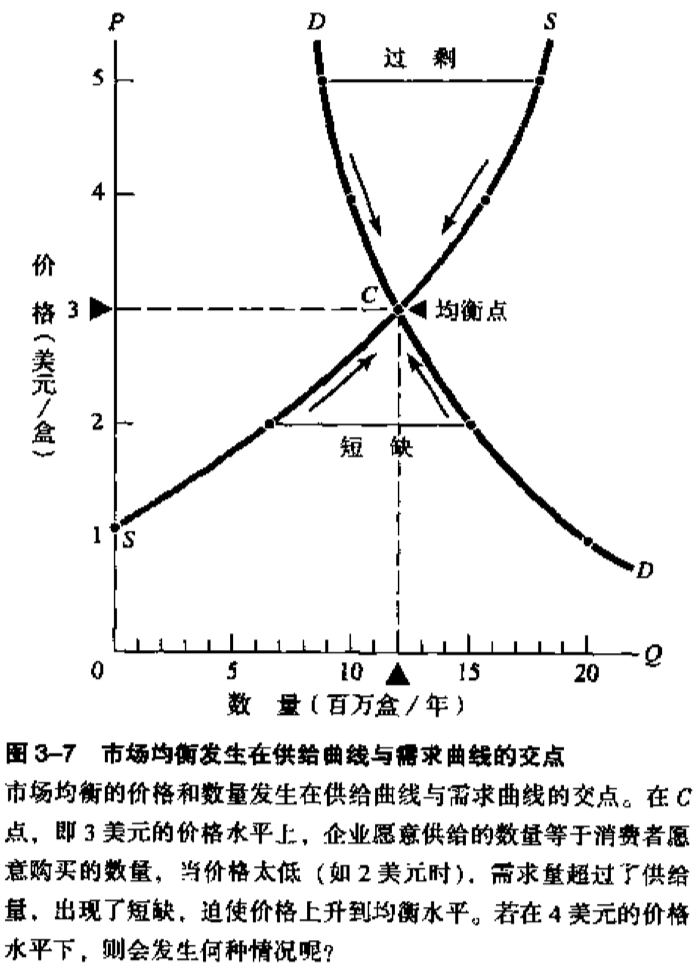 P
D
S
过 剩
5
4
价格(美元/盒)
3
C
均衡点
2
短 缺
1
S
D
0
5
10
15
20
Q
数 量(百万盒/年)
图 3–7 市场均衡发生在供给曲线与需求曲线的交点
市场均衡的价格和数量发生在供给曲线与需求曲线的交点。在 C
点，即 3 美元的价格水平上，企业愿意供给的数量等于消费者愿
意购买的数量，当价格太低（如 2 美元时），需求量超过了供给
量，出现了短缺，迫使价格上升到均衡水平。若在 4 美元的价格
水平下，则会发生何种情况呢？